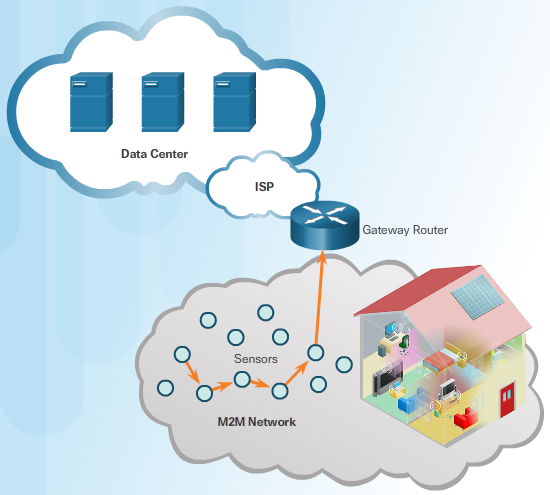 Data Center
ISP
Gateway Router
Sensors
M2M Network